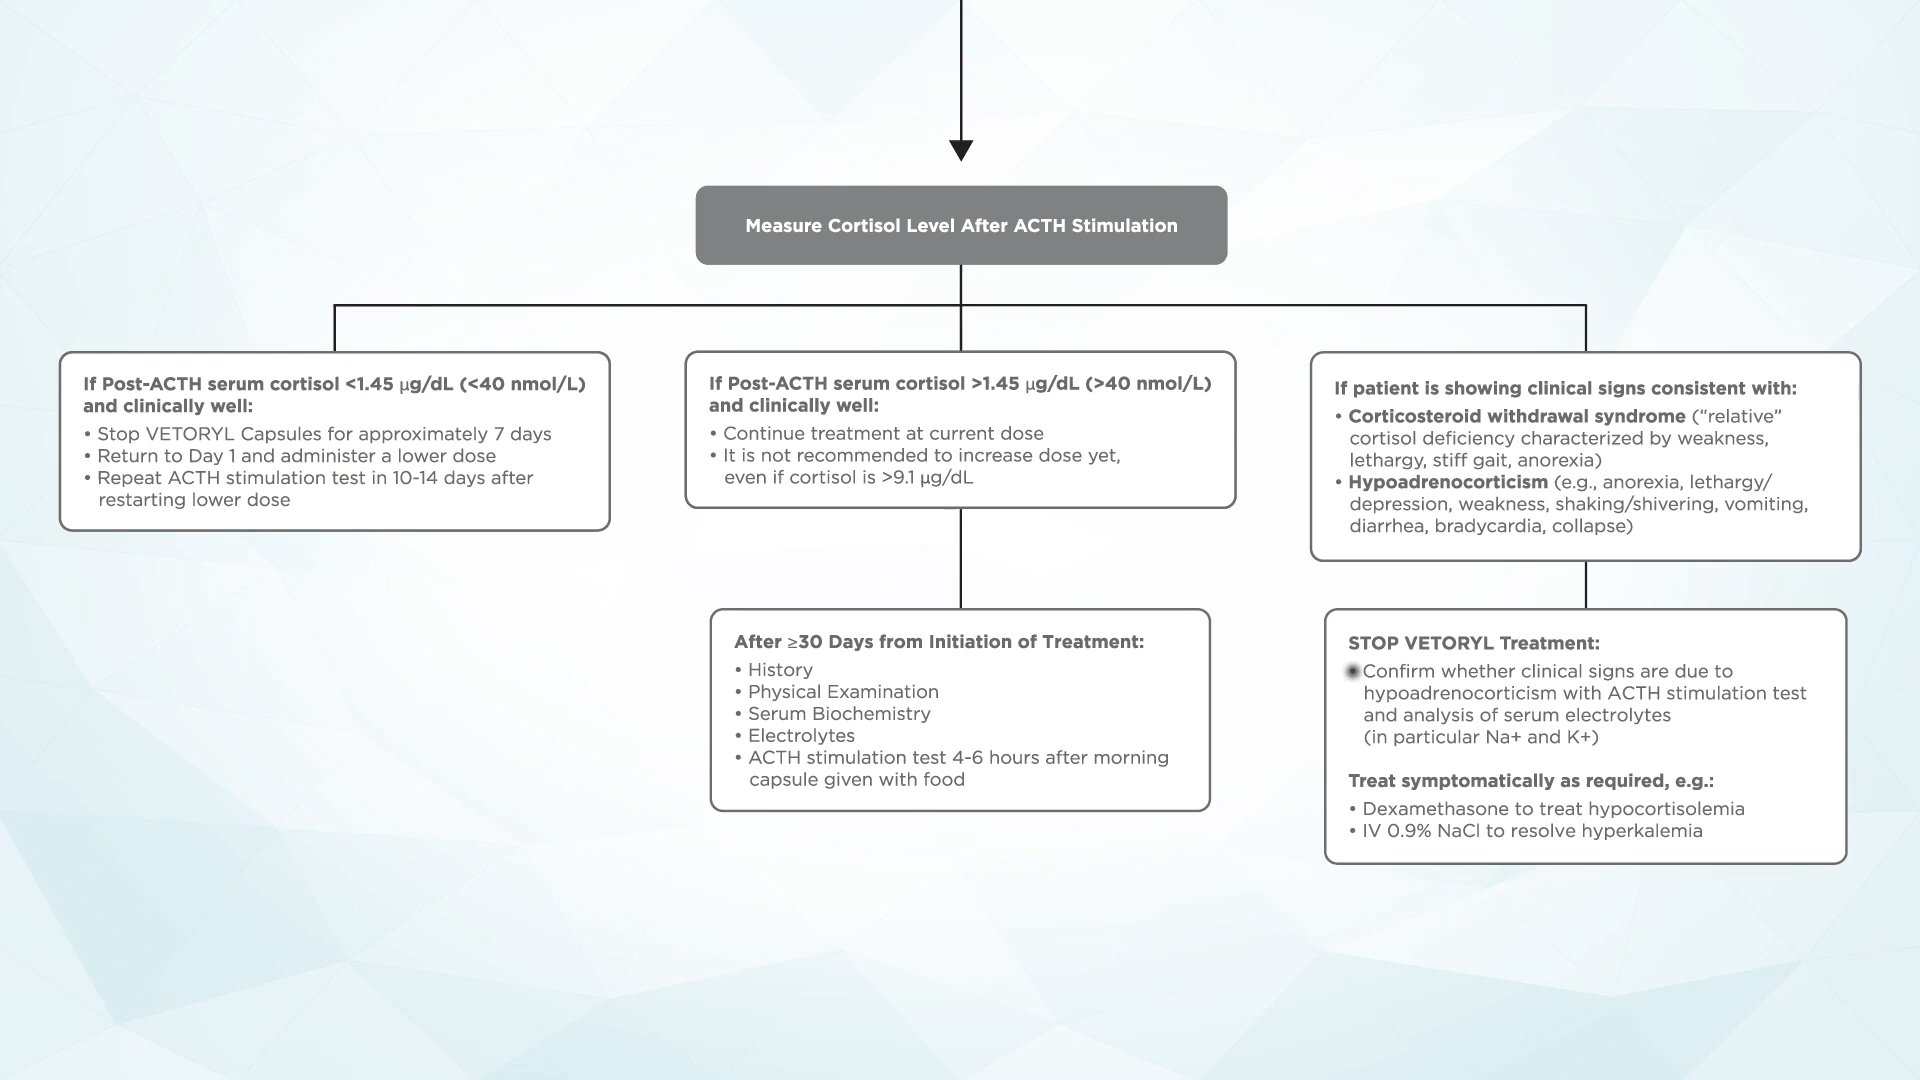 Measure Cortisol Level After ACTH Stimulation
If Post-ACTH serum cortisol <1.45 µg/dL (<40 nmol/L)
and clinically well:
• Stop VETORYL Capsules for approximately 7 days
• Return to Day 1 and administer a lower dose
• Repeat ACTH stimulation test in 10-14 days after
restarting lower dose
If Post-ACTH serum cortisol >1.45 µg/dL (>40 nmol/L)
and clinically well:
• Continue treatment at current dose
• It is not recommended to increase dose yet,
even if cortisol is >9.1 µg/dL
After ≥30 Days from Initiation of Treatment:
• History
• Physical Examination
• Serum Biochemistry
• Electrolytes
• ACTH stimulation test 4-6 hours after morning
capsule given with food
If patient is showing clinical signs consistent with:
• Corticosteroid withdrawal syndrome (“relative”
cortisol deficiency characterized by weakness,
lethargy, stiff gait, anorexia)
• Hypoadrenocorticism (e.g., anorexia, lethargy/
depression, weakness, shaking/shivering, vomiting,
diarrhea, bradycardia, collapse)
STOP VETORYL Treatment:
• Confirm whether clinical signs are due to
hypoadrenocorticism with ACTH stimulation test
and analysis of serum electrolytes
(in particular Na+ and K+)
Treat symptomatically as required, e.g.:
• Dexamethasone to treat hypocortisolemia
• IV 0.9% NaCl to resolve hyperkalemia